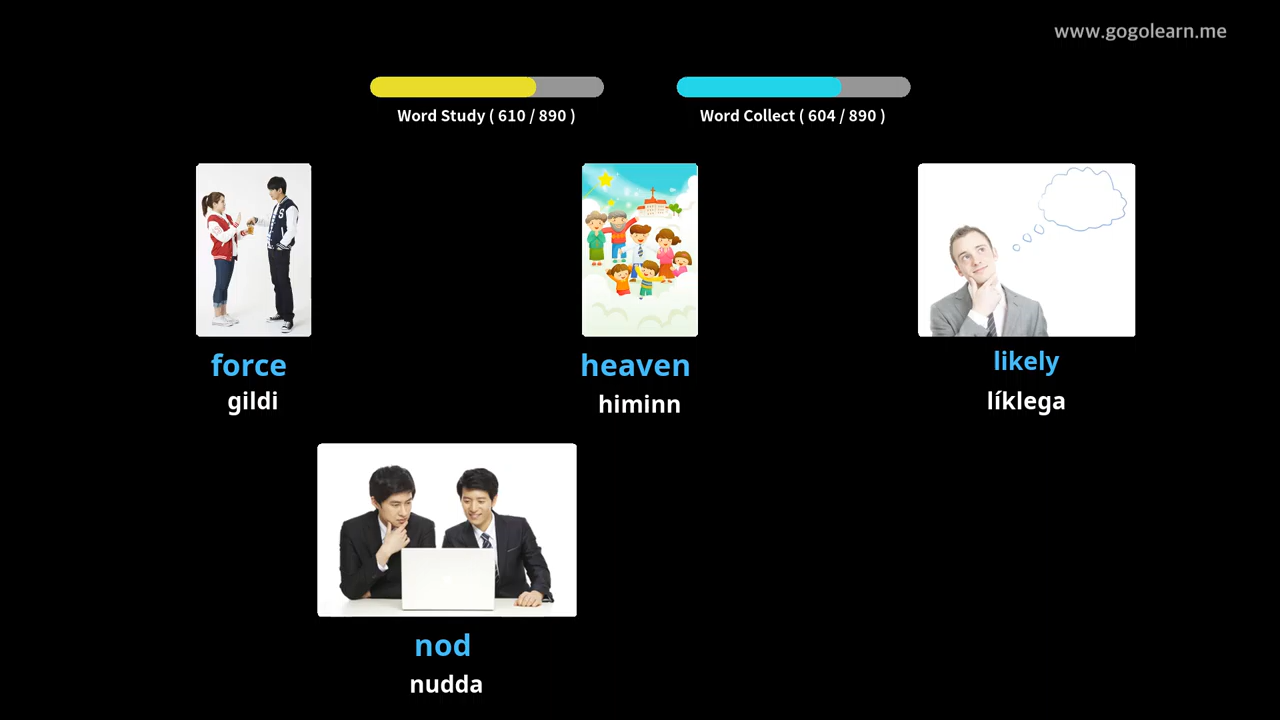 www.gogolearn.me
Word Study ( 610 / 890 )
Word Collect ( 604 / 890 )
force
gildi
heaven
himinn
likely
líklega
nod
nudda